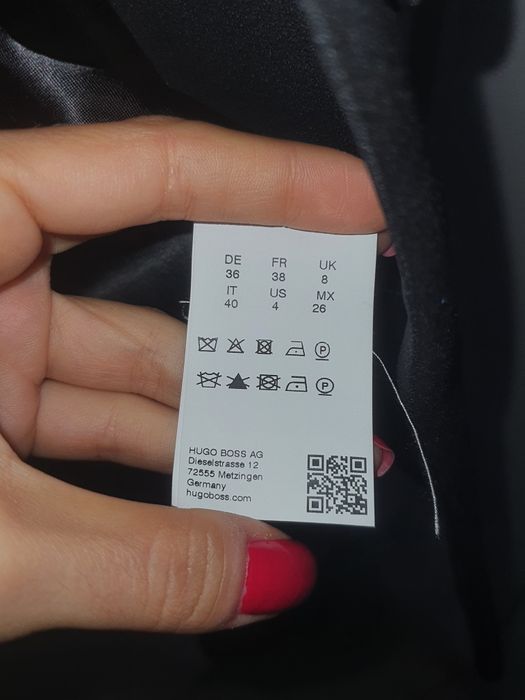 DE FR UK
36 38 8
IT US MX
40 4 26
P
P
HUGO BOSS AG
Dieselstrasse 12
72555 Metzingen
Germany
hugoboss.com